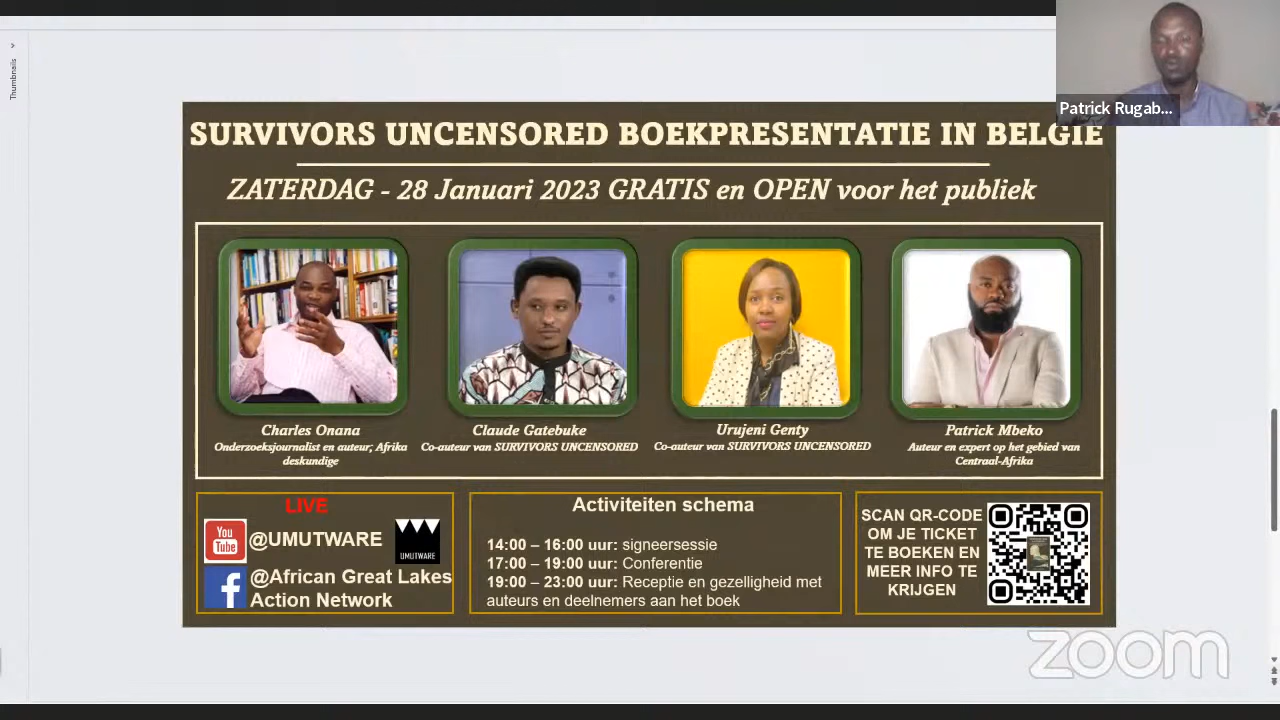 Thumbnails
Patrick Rugab...
SURVIVORS UNCENSORED BOEKPRESENTATIE IN BELGIE
ZATERDAG - 28 Januari 2023 GRATIS en OPEN voor het publiek
Charles Onana
Onderzoeksjournalist en auteur; Afrika
deskundige
Claude Gatebuke
Co-auteur van SURVIVORS UNCENSORED
Urujeni Genty
Co-auteur van SURVIVORS UNCENSORED
Patrick Mbeko
Auteur en expert op het gebied van
Centraal-Afrika
LIVE
You
Tube
@UMUTWARE
UMUTWARE
f
@African Great Lakes
Action Network
Activiteiten schema
14:00 – 16:00 uur: signeersessie
17:00 – 19:00 uur: Conferentie
19:00 – 23:00 uur: Receptie en gezelligheid met
auteurs en deelnemers aan het boek
SCAN QR-CODE
OM JE TICKET
TE BOEKEN EN
MEER INFO TE
KRIJGEN
zoom